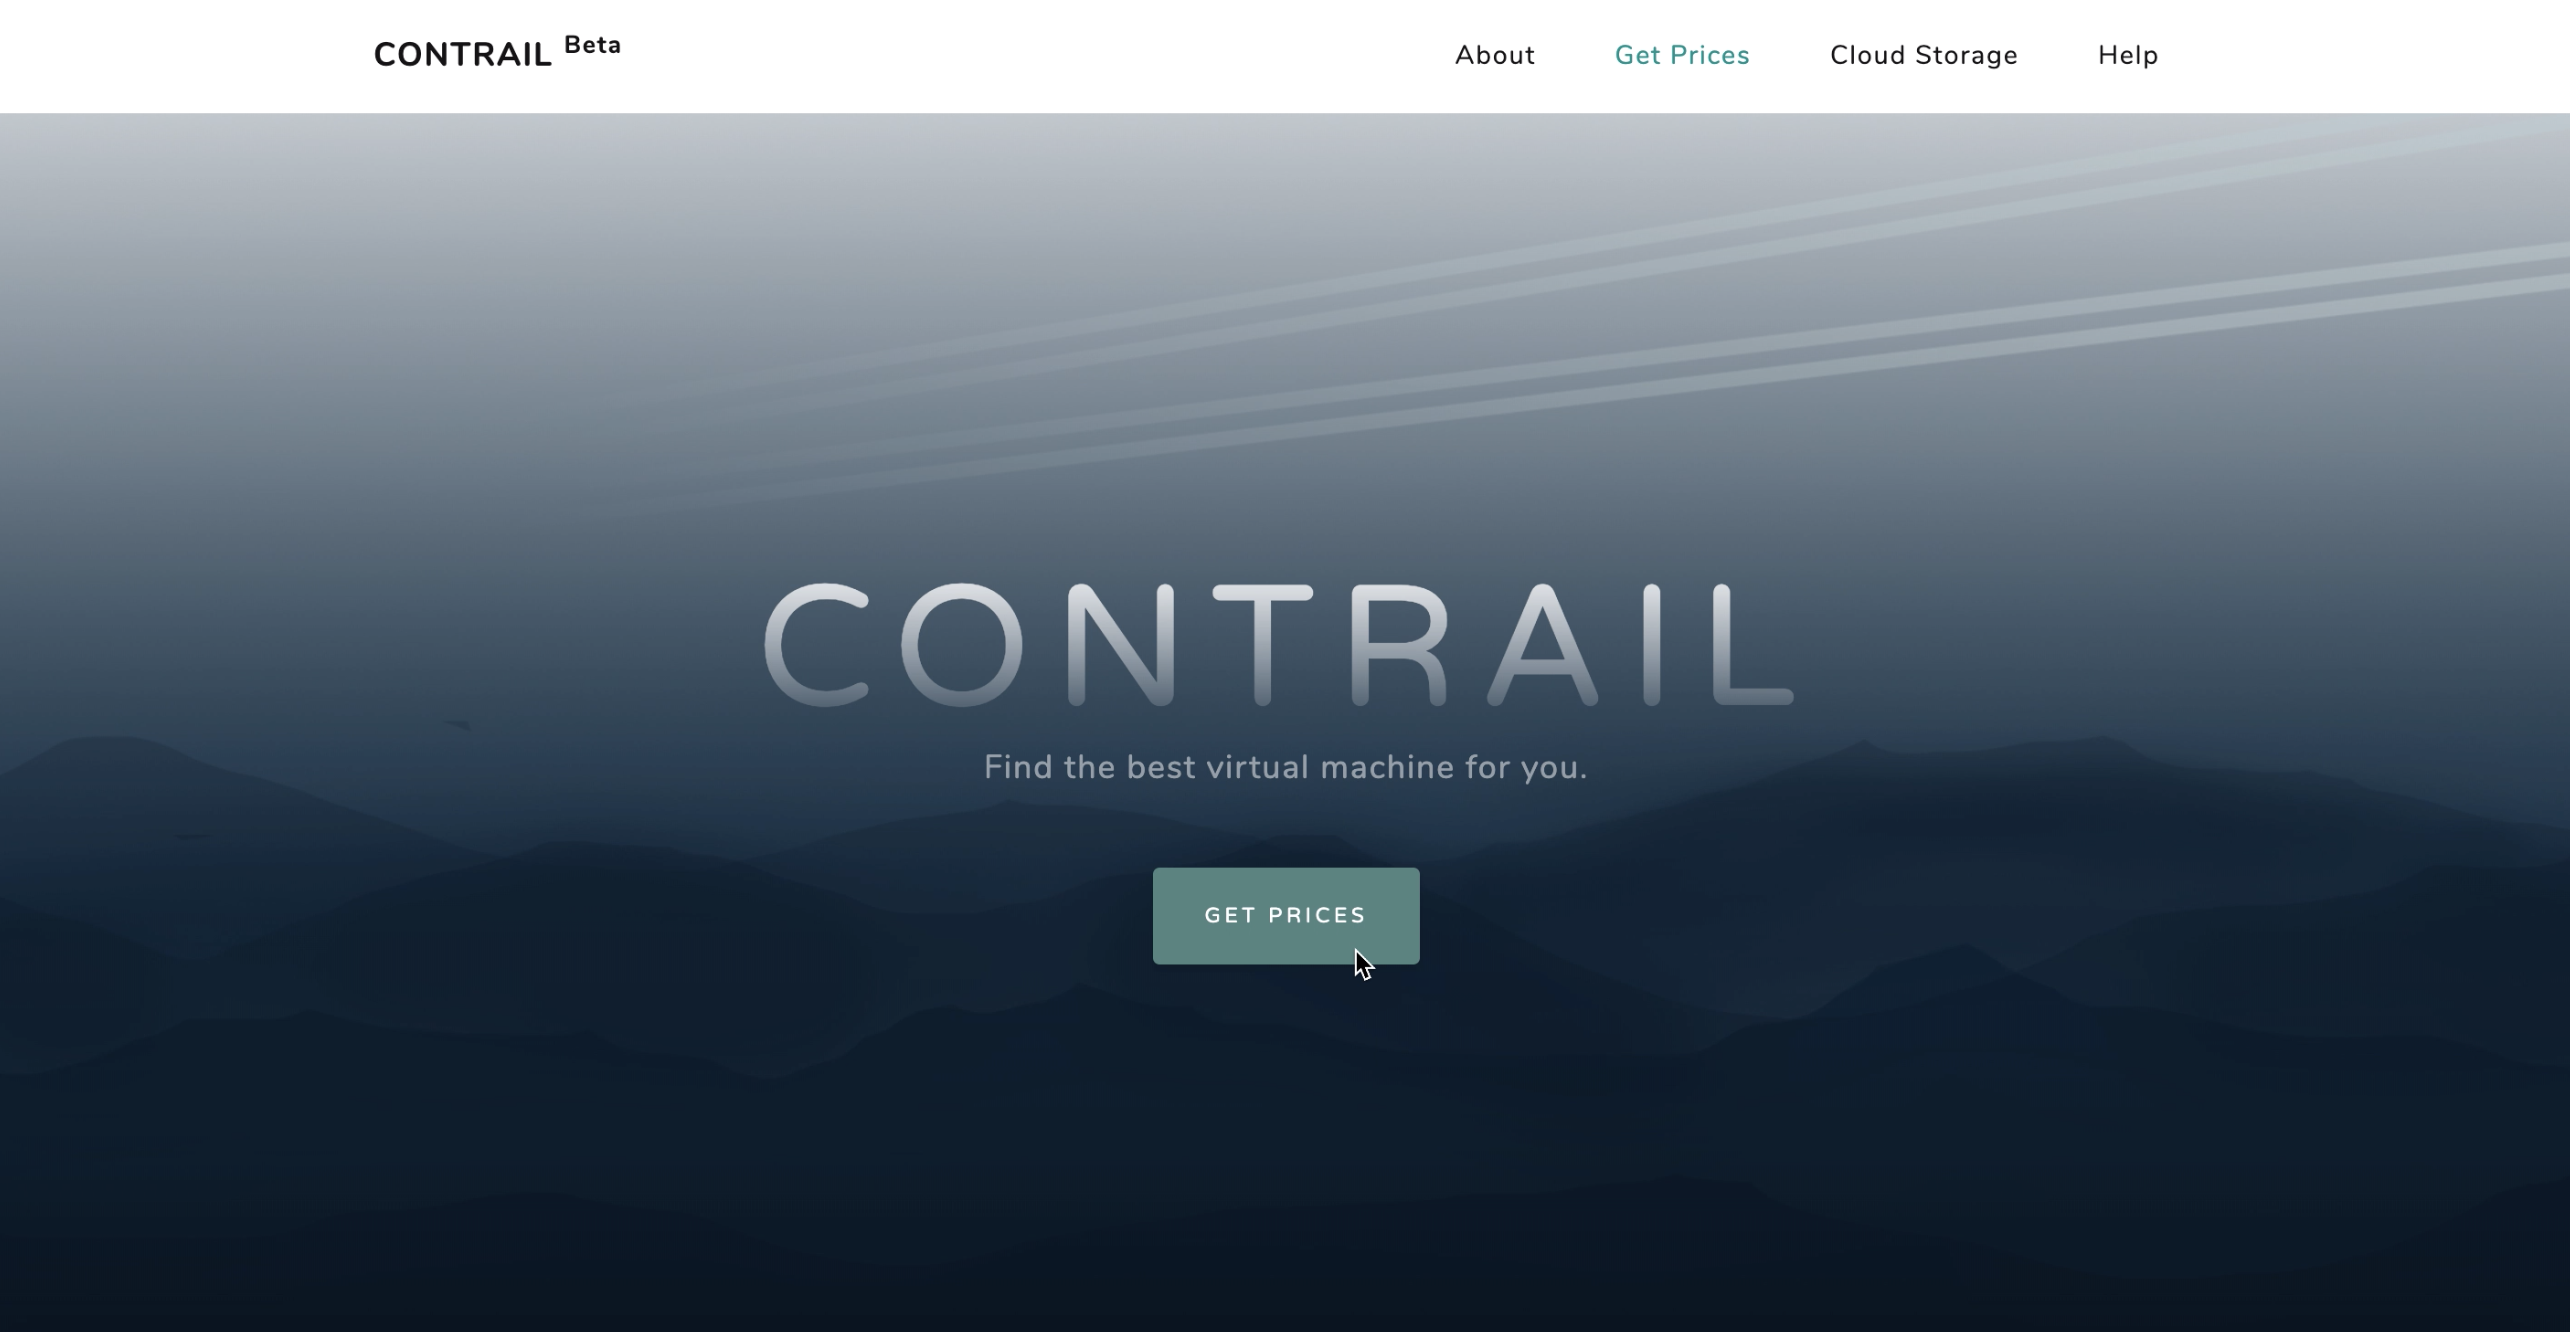 CONTRAIL Beta
About Get Prices Cloud Storage Help
CONTRAIL
Find the best virtual machine for you.
GET PRICES